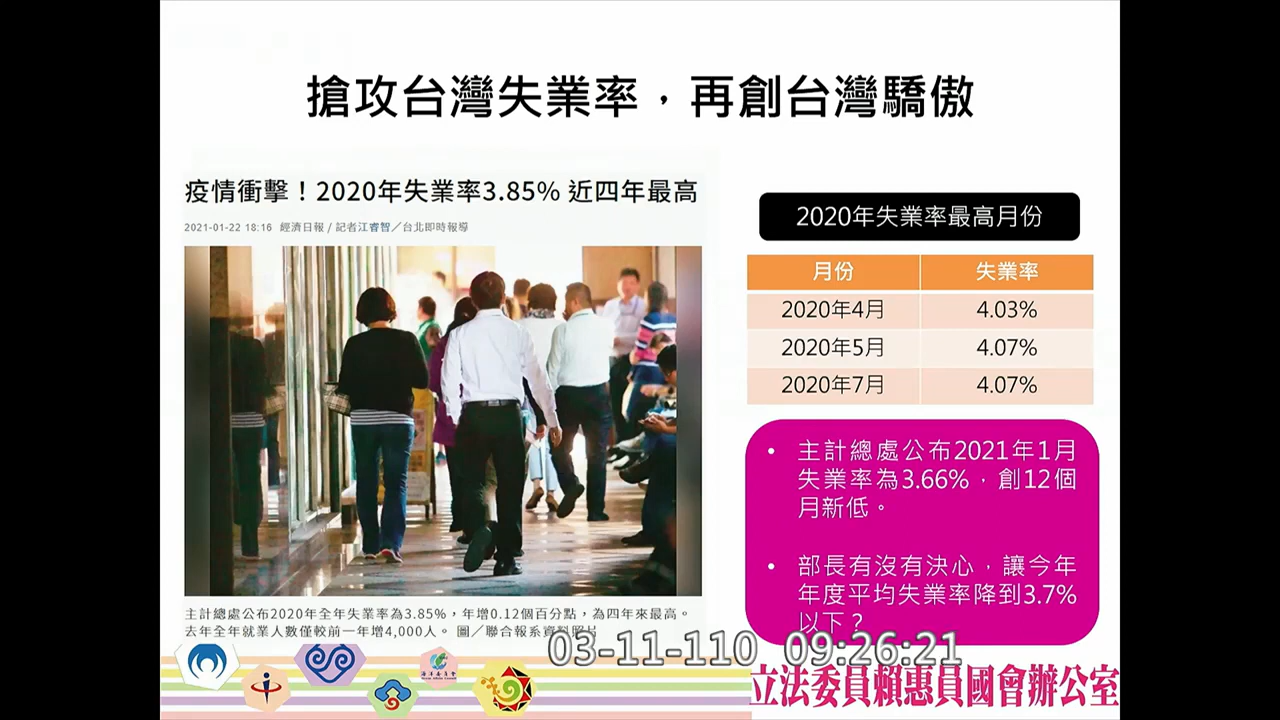 搶攻台灣失業率，再創台灣驕傲
疫情衝擊！2020年失業率3.85% 近四年最高
2021-01-22 18:16 經濟日報 / 記者江睿智／台北即時報導
主計總處公布2020年全年失業率為3.85%，年增0.12個百分點，為四年來最高。
去年全年就業人數僅較前一年增4,000人。 圖／聯合報系資料照片
2020年失業率最高月份
月份 失業率
2020年4月 4.03%
2020年5月 4.07%
2020年7月 4.07%
• 主計總處公布2021年1月
失業率為3.66%，創12個
月新低。
• 部長有沒有決心，讓今年
年度平均失業率降到3.7%
以下？
03-11-110 09:26:21
立法委員賴惠員國會辦公室